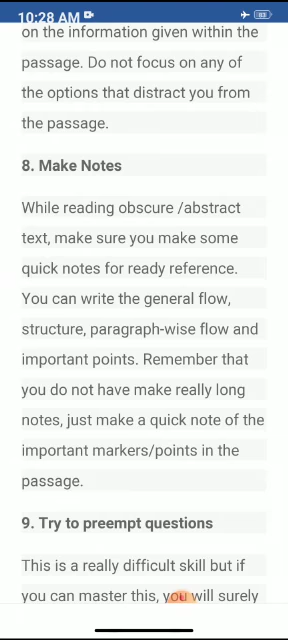 10:28 AM
83
on the information given within the
passage. Do not focus on any of
the options that distract you from
the passage.
8. Make Notes
While reading obscure /abstract
text, make sure you make some
quick notes for ready reference.
You can write the general flow,
structure, paragraph-wise flow and
important points. Remember that
you do not have make really long
notes, just make a quick note of the
important markers/points in the
passage.
9. Try to preempt questions
This is a really difficult skill but if
you can master this, you will surely